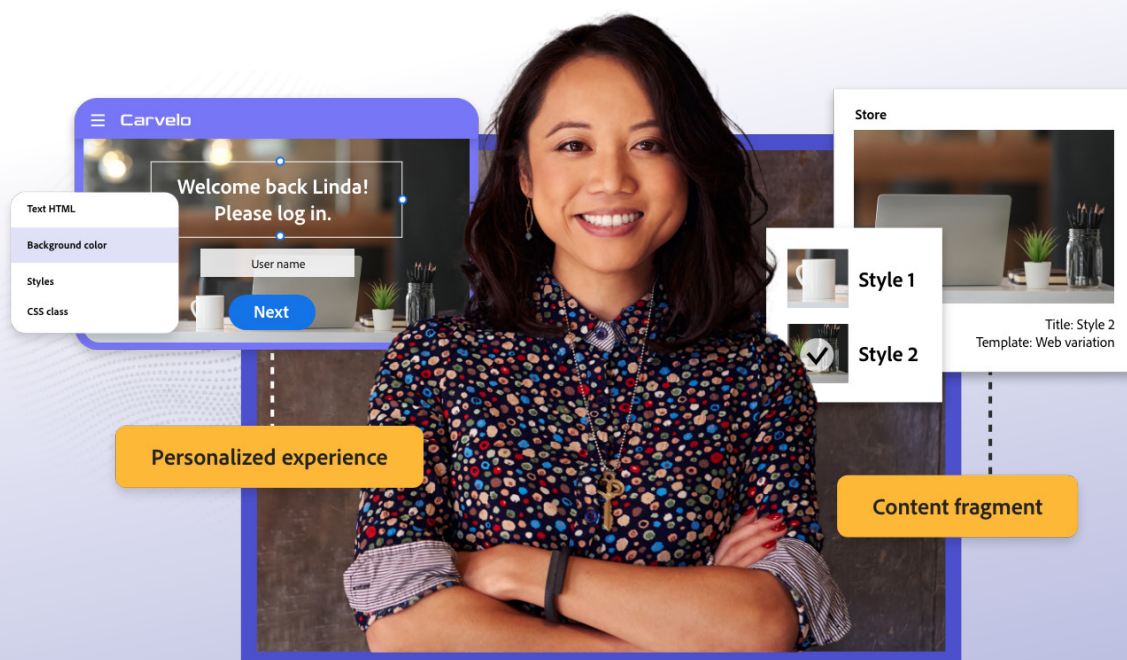 Carvelo
Welcome back Linda!
Please log in.
User name
Next
Text HTML
Background color
Styles
CSS class
Personalized experience
Store
Style 1
Style 2
Title: Style 2
Template: Web variation
Content fragment